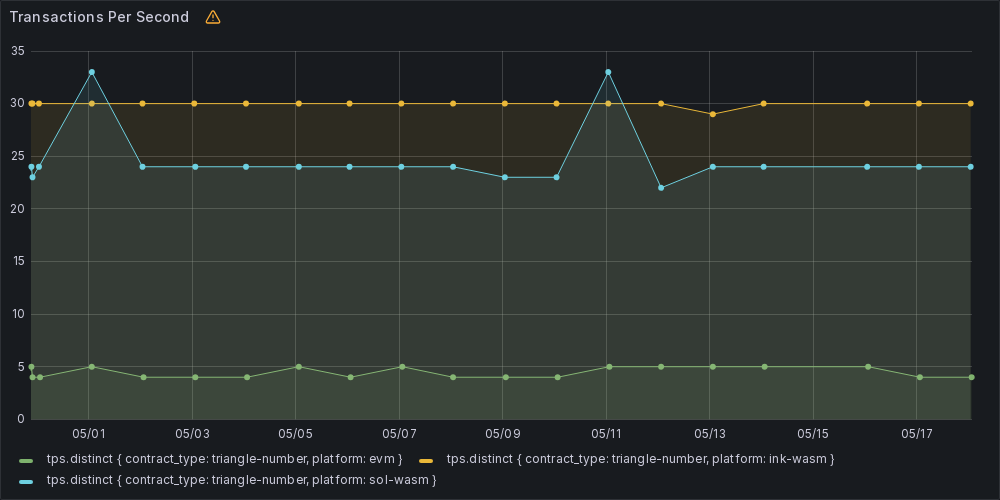 Transactions Per Second
35
30
25
20
15
10
5
0
05/01 05/03 05/05 05/07 05/09 05/11 05/13 05/15 05/17
tps.distinct { contract_type: triangle-number, platform: evm } tps.distinct { contract_type: triangle-number, platform: ink-wasm }
tps.distinct { contract_type: triangle-number, platform: sol-wasm }